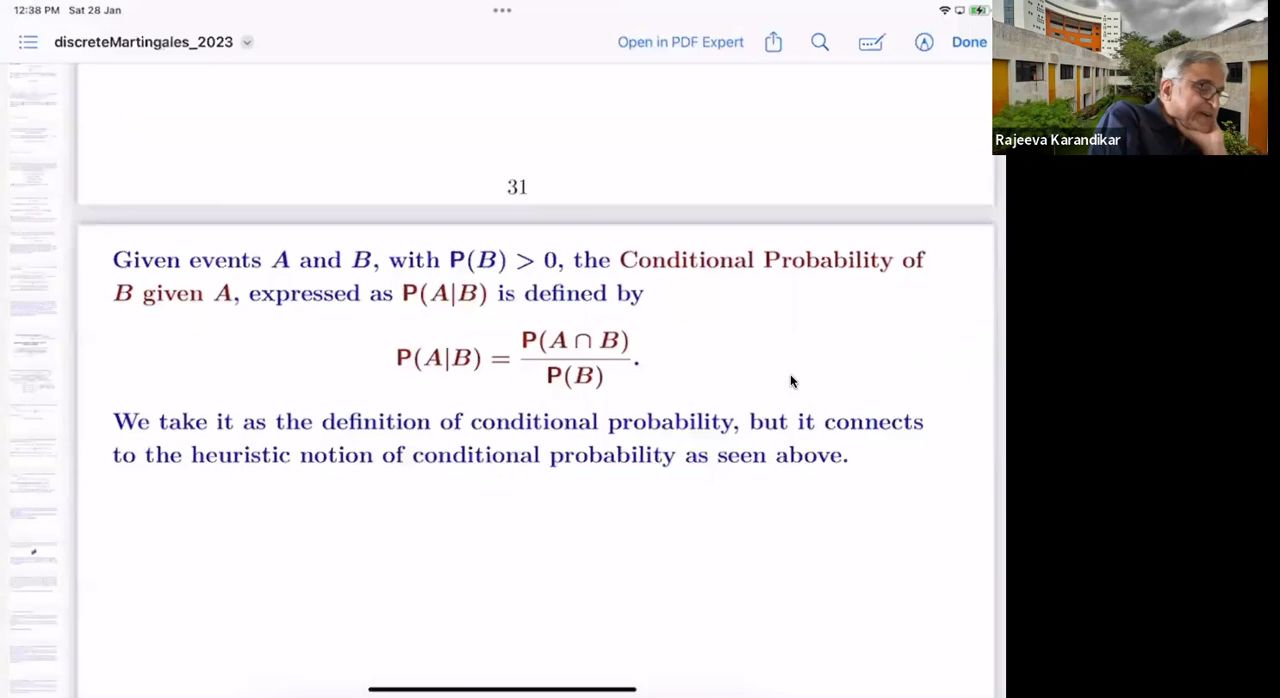 12:38 PM Sat 28 Jan
discreteMartingales_2023
Open in PDF Expert
Done
Rajeeva Karandikar
31
Given events A and B, with P(B) > 0, the Conditional Probability of
B given A, expressed as P(A|B) is defined by
P(A|B) = P(A ∩ B) / P(B).
We take it as the definition of conditional probability, but it connects
to the heuristic notion of conditional probability as seen above.